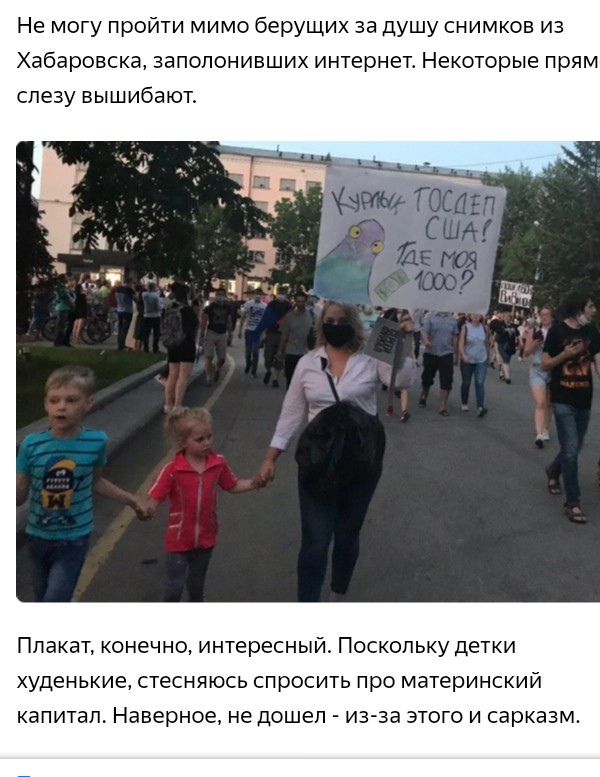 Не могу пройти мимо берущих за душу снимков из
Хабаровска, заполонивших интернет. Некоторые прям
слезу вышибают.
Курлык ГОСДЕП
США!
Где моя
1000?
Плакат, конечно, интересный. Поскольку детки
худенькие, стесняюсь спросить про материнский
капитал. Наверное, не дошел - из-за этого и сарказм.